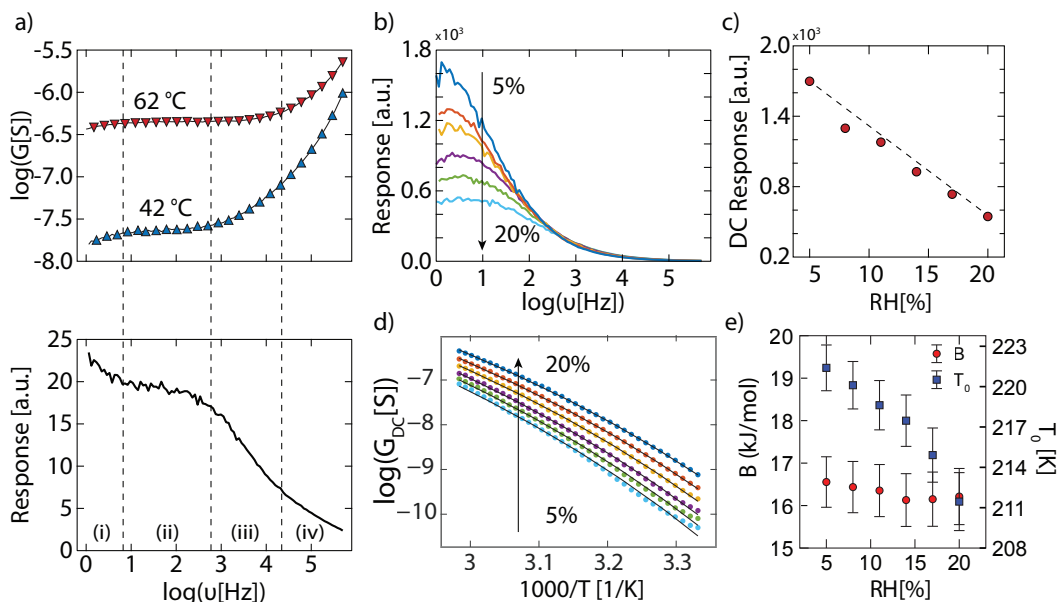 a)
log(G[S])
-5.5
-6.0
-6.5
-7.0
-7.5
-8.0
62 °C
42 °C
Response [a.u.]
25
20
15
10
5
0
(i) (ii) (iii) (iv)
0 1 2 3 4 5
log(υ[Hz])
b)
×10³
Response [a.u.]
1.8
1.2
0.6
0.0
5%
20%
0 1 2 3 4 5
log(υ[Hz])
c)
×10³
DC Response [a.u.]
2.0
1.4
0.8
0.2
5 10 15 20
RH[%]
d)
log(G_DC[S])
−7
−8
−9
−10
20%
5%
3 3.1 3.2 3.3
1000/T [1/K]
e)
B (kJ/mol)
20
19
18
17
16
15
B
T₀
223
220
217
214
211
208
T₀ [K]
5 10 15 20
RH[%]